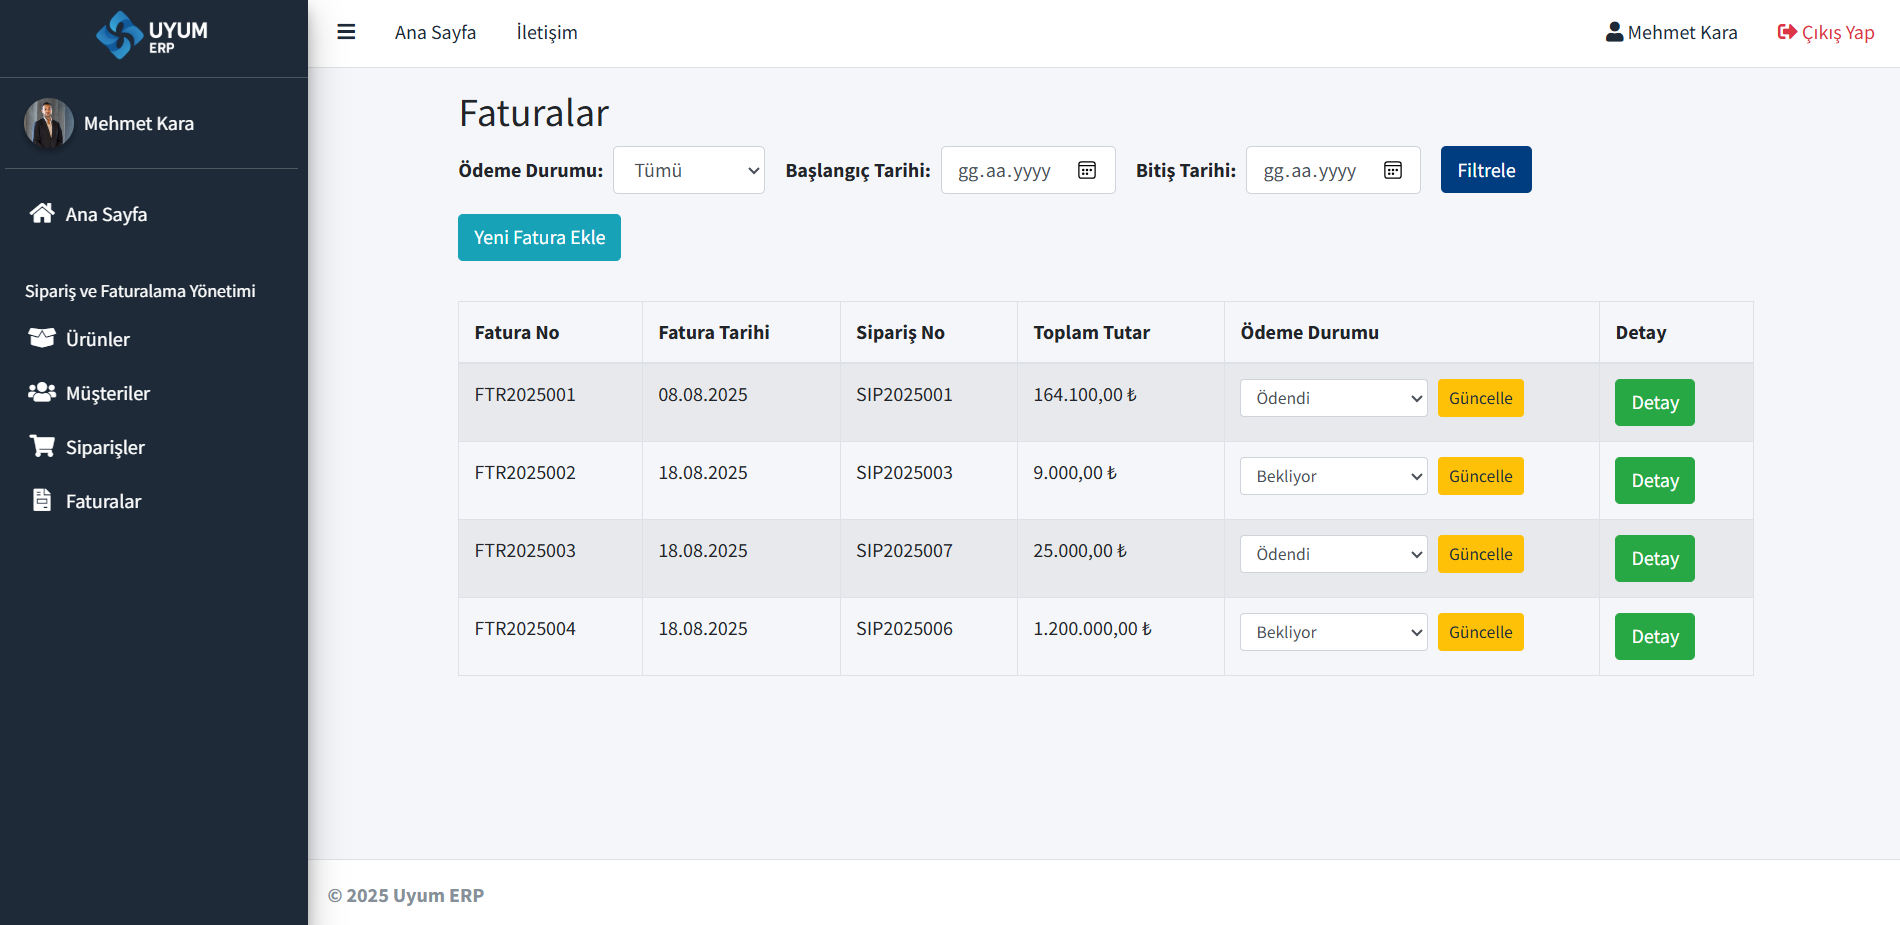 UYUM
ERP
Mehmet Kara
Ana Sayfa
Sipariş ve Faturalama Yönetimi
Ürünler
Müşteriler
Siparişler
Faturalar
Ana Sayfa İletişim Mehmet Kara Çıkış Yap
Faturalar
Ödeme Durumu: Tümü Başlangıç Tarihi: gg.aa.yyyy Bitiş Tarihi: gg.aa.yyyy Filtrele
Yeni Fatura Ekle
Fatura No Fatura Tarihi Sipariş No Toplam Tutar Ödeme Durumu Detay
FTR2025001 08.08.2025 SIP2025001 164.100,00 ₺ Ödendi Güncelle Detay
FTR2025002 18.08.2025 SIP2025003 9.000,00 ₺ Bekliyor Güncelle Detay
FTR2025003 18.08.2025 SIP2025007 25.000,00 ₺ Ödendi Güncelle Detay
FTR2025004 18.08.2025 SIP2025006 1.200.000,00 ₺ Bekliyor Güncelle Detay
© 2025 Uyum ERP